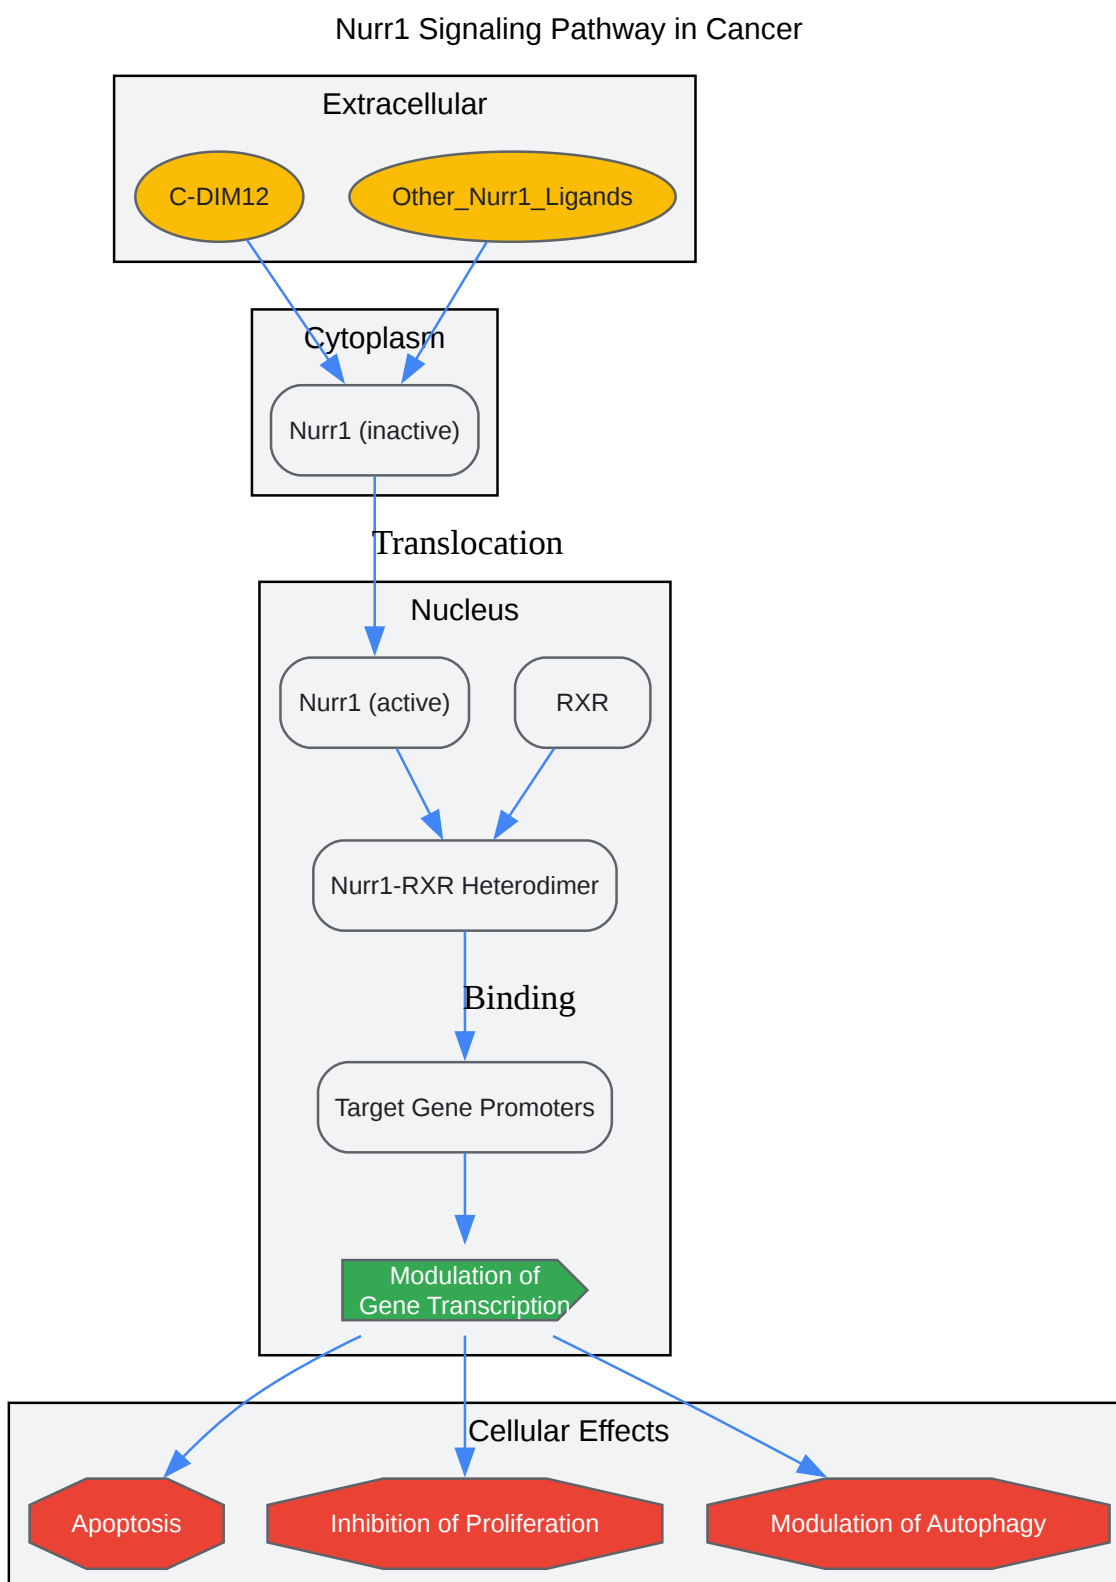 Nurr1 Signaling Pathway in Cancer
Extracellular
C-DIM12
Other_Nurr1_Ligands
Cytoplasm
Nurr1 (inactive)
Translocation
Nucleus
Nurr1 (active)
RXR
Nurr1-RXR Heterodimer
Binding
Target Gene Promoters
Modulation of
Gene Transcription
Cellular Effects
Apoptosis
Inhibition of Proliferation
Modulation of Autophagy